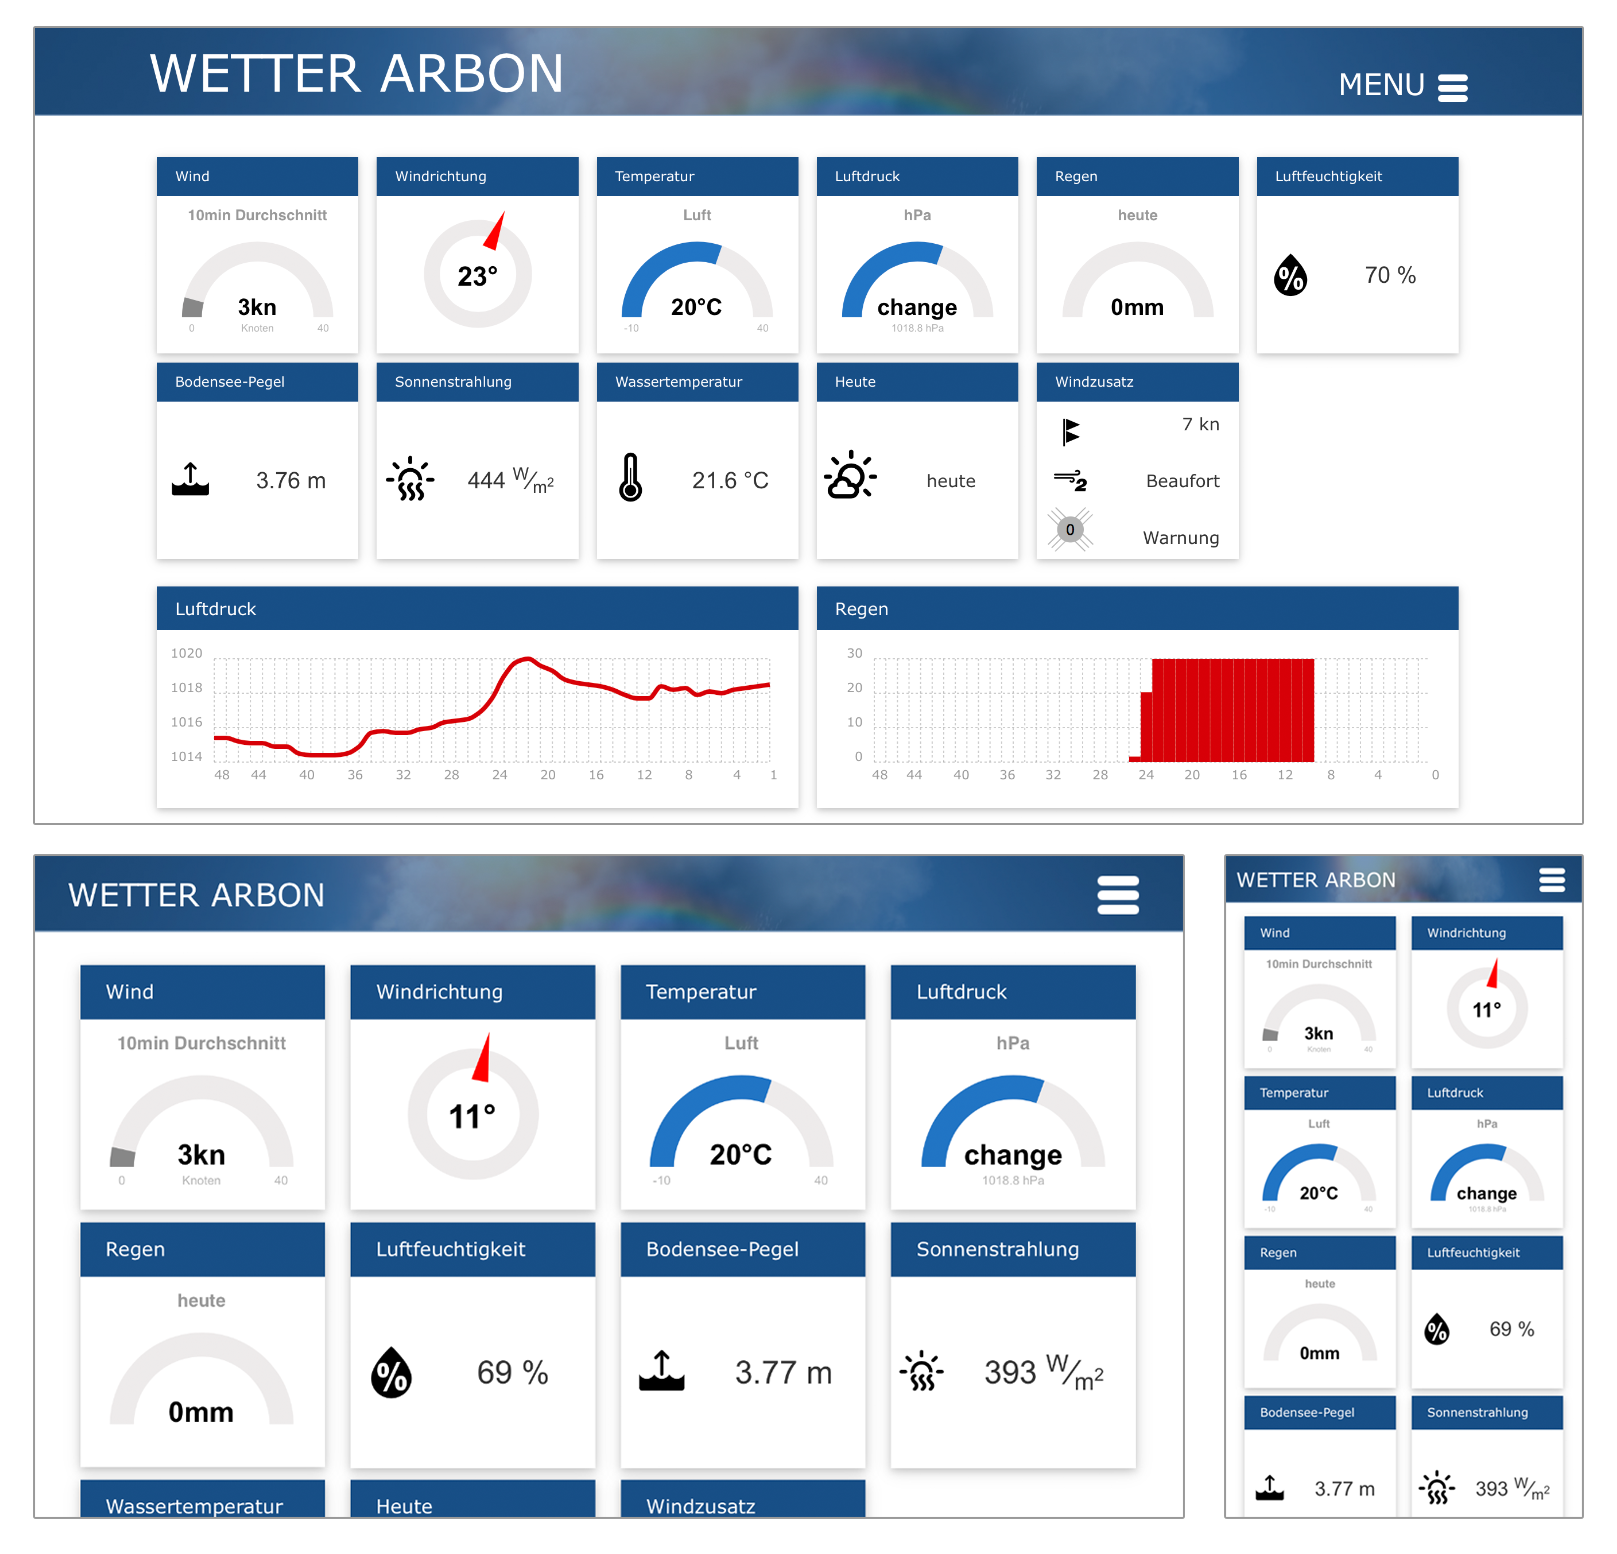 WETTER ARBON
MENU
Wind
Windrichtung
Temperatur
Luftdruck
Regen
Luftfeuchtigkeit
10min Durchschnitt
Luft
hPa
heute
23°
70 %
3kn
20°C
change
0mm
0 Knoten 40
-10 40
1018.8 hPa
Bodensee-Pegel
Sonnenstrahlung
Wassertemperatur
Heute
Windzusatz
7 kn
3.76 m
444 W/m²
21.6 °C
heute
2 Beaufort
0 Warnung
Luftdruck
1020
1018
1016
1014
48 44 40 36 32 28 24 20 16 12 8 4 1
Regen
30
20
10
0
48 44 40 36 32 28 24 20 16 12 8 4 0
WETTER ARBON
Wind
Windrichtung
Temperatur
Luftdruck
10min Durchschnitt
Luft
hPa
11°
3kn
20°C
change
0 Knoten 40
-10 40
1018.8 hPa
Regen
Luftfeuchtigkeit
Bodensee-Pegel
Sonnenstrahlung
heute
69 %
3.77 m
393 W/m²
0mm
Wassertemperatur
Heute
Windzusatz
WETTER ARBON
Wind
Windrichtung
10min Durchschnitt
11°
3kn
0 Knoten 40
Temperatur
Luftdruck
Luft
hPa
20°C
change
-10 40
1018.8 hPa
Regen
Luftfeuchtigkeit
heute
69 %
0mm
Bodensee-Pegel
Sonnenstrahlung
3.77 m
393 W/m²